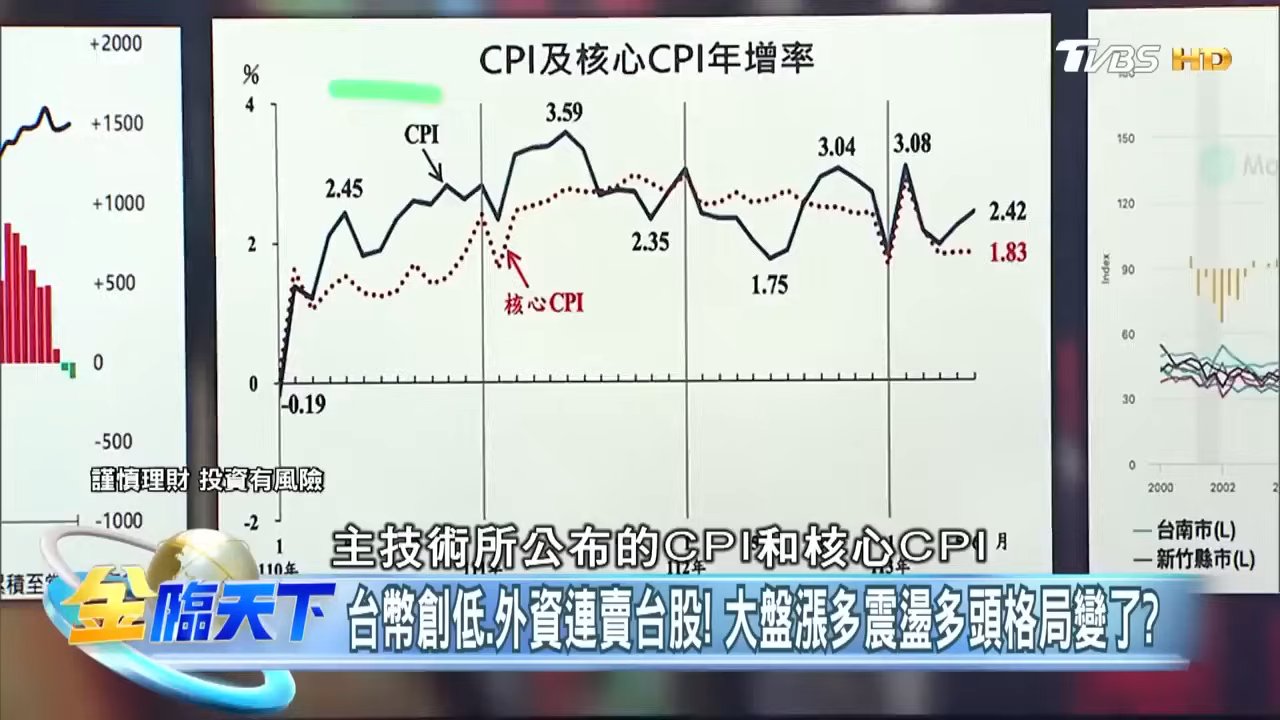 TVBS HD
+2000
+1500
+1000
+500
0
-500
-1000
CPI及核心CPI年增率
%
4
2
0
-2
CPI
核心CPI
-0.19
2.45
3.59
2.35
1.75
3.04
3.08
2.42
1.83
1
110年
112年
月
150
120
90
60
30
0
Index
2000
2002
台南市(L)
新竹縣市(L)
謹慎理財 投資有風險
主技術所公布的CPI和核心CPI
金臨天下
台幣創低.外資連賣台股! 大盤漲多震盪多頭格局變了?